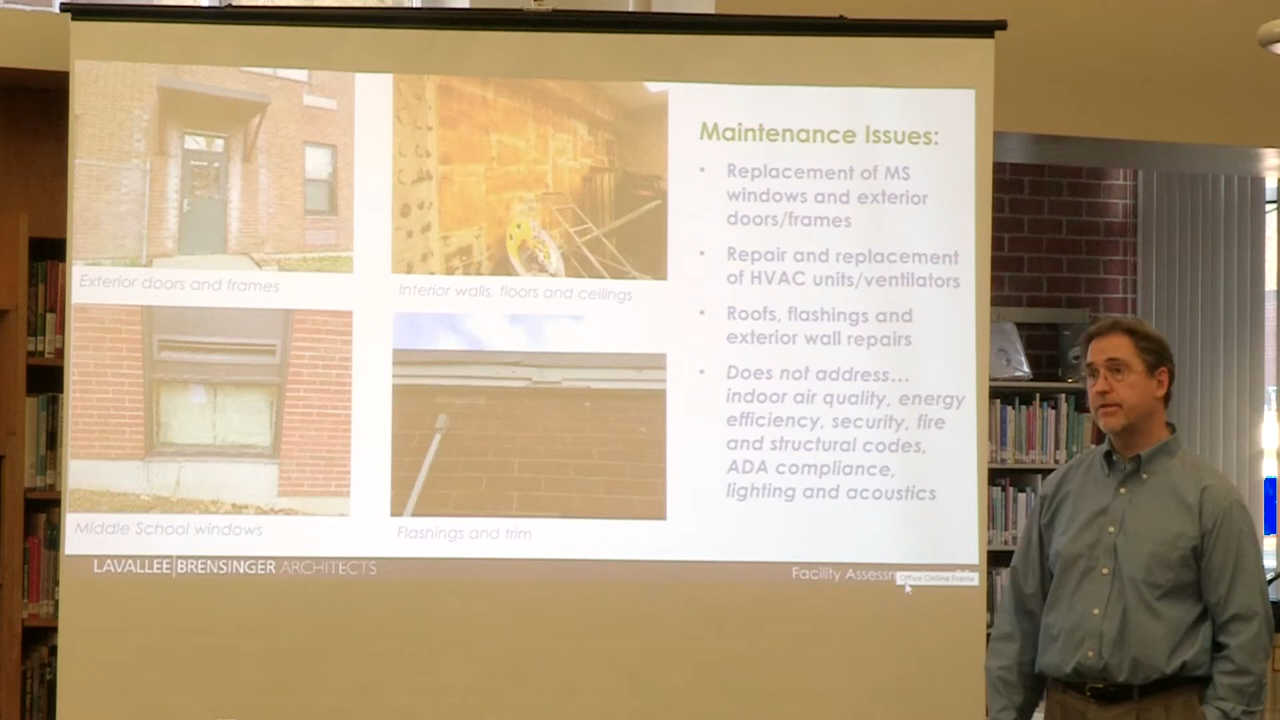 Maintenance Issues:
• Replacement of MS
windows and exterior
doors/frames
• Repair and replacement
of HVAC units/ventilators
• Roofs, flashings and
exterior wall repairs
• Does not address...
indoor air quality, energy
efficiency, security, fire
and structural codes,
ADA compliance,
lighting and acoustics
Exterior doors and frames
Interior walls, floors and ceilings
Middle School windows
Flashings and trim
LAVALLEE|BRENSINGER ARCHITECTS
Facility
Office Online Frame